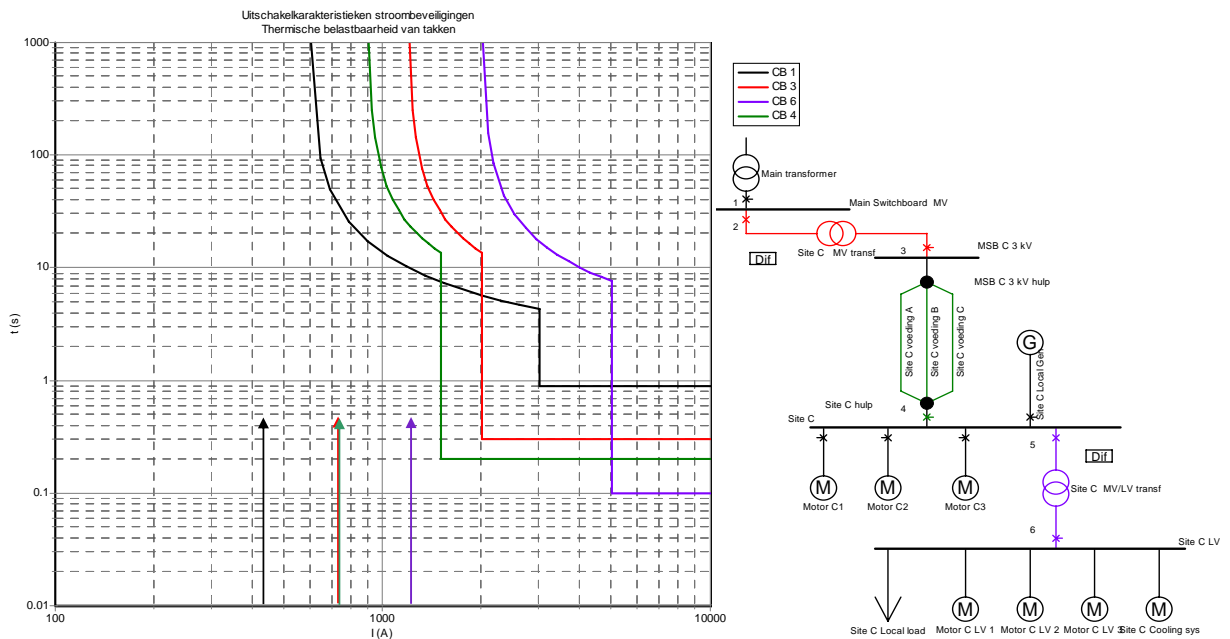 Uitschakelkarakteristieken stroombeveiligingen
Thermische belastbaarheid van takken
1000
100
10
1
0.1
0.01
t (s)
100
1000
10000
I (A)
CB 1
CB 3
CB 6
CB 4
Main transformer
1
Main Switchboard MV
2
Site C MV transf
Dif
3
MSB C 3 kV
MSB C 3 kV hulp
Site C voeding A
Site C voeding B
Site C voeding C
G
Site C Local Gen
Site C hulp
4
Site C
5
Dif
M
M
M
Motor C1
Motor C2
Motor C3
Site C MV/LV transf
6
Site C LV
M
M
M
M
Site C Local load
Motor C LV 1
Motor C LV 2
Motor C LV 3
Site C Cooling sys